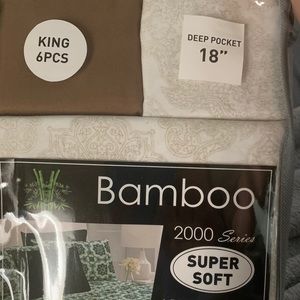 KING
6PCS
DEEP POCKET
18"
Bamboo
2000 Series
SUPER
SOFT